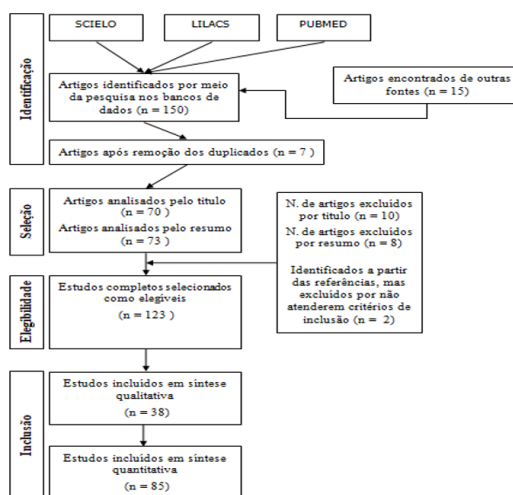 SCIELO
LILACS
PUBMED
Identificação
Artigos identificados por meio
da pesquisa nos bancos de
dados (n = 150)
Artigos encontrados de outras
fontes (n = 15)
Artigos após remoção dos duplicados (n = 7 )
Seleção
Artigos analisados pelo título
(n = 70 )
Artigos analisados pelo resumo
(n = 73 )
N. de artigos excluídos
por título (n = 10)
N. de artigos excluídos
por resumo (n = 8)
Identificados a partir
das referências, mas
excluídos por não
atenderem critérios de
inclusão (n = 2)
Elegibilidade
Estudos completos selecionados
como elegíveis
(n = 123 )
Inclusão
Estudos incluídos em síntese
qualitativa
(n = 38)
Estudos incluídos em síntese
quantitativa
(n = 85)